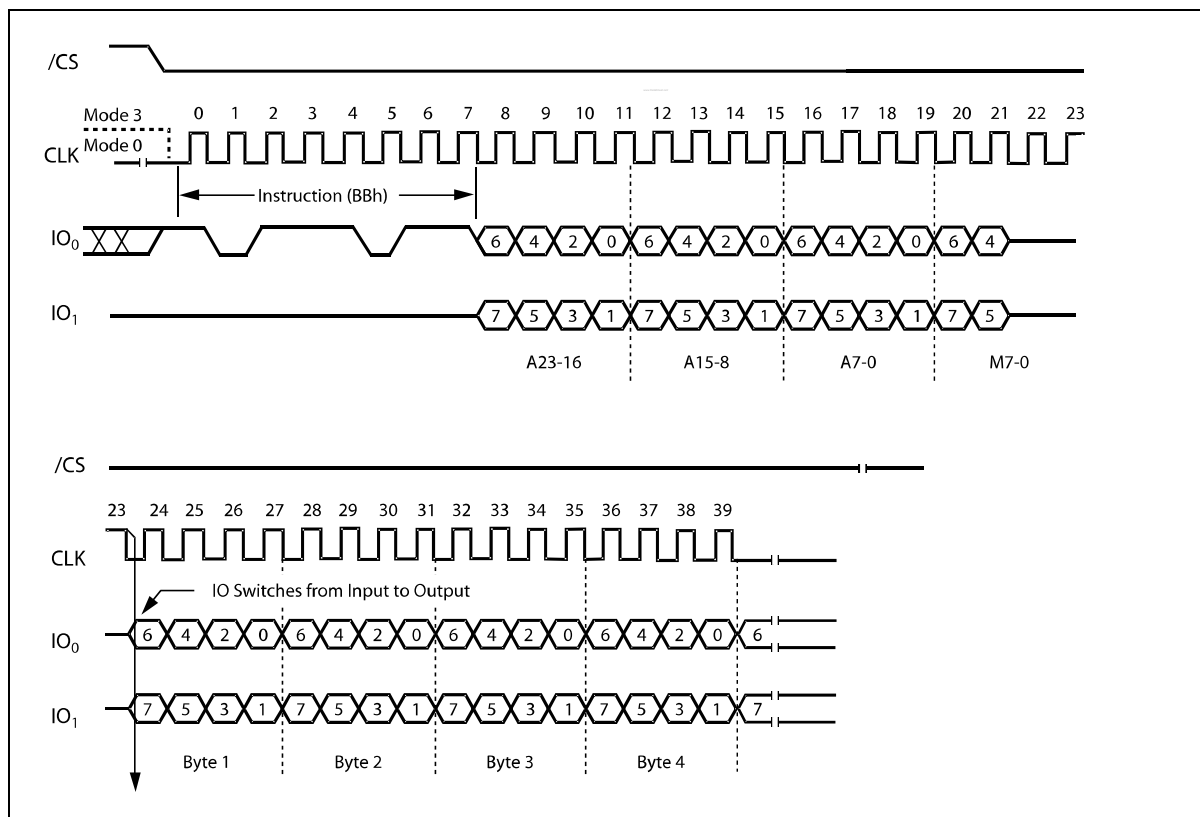 /CS
Mode 3
0 1 2 3 4 5 6 7 8 9 10 11 12 13 14 15 16 17 18 19 20 21 22 23
Mode 0
CLK
Instruction (BBh)
IO0 6 4 2 0 6 4 2 0 6 4 2 0 6 4
IO1 7 5 3 1 7 5 3 1 7 5 3 1 7 5
A23-16 A15-8 A7-0 M7-0
/CS
23 24 25 26 27 28 29 30 31 32 33 34 35 36 37 38 39
CLK
IO Switches from Input to Output
IO0 6 4 2 0 6 4 2 0 6 4 2 0 6 4 2 0 6
IO1 7 5 3 1 7 5 3 1 7 5 3 1 7 5 3 1 7
Byte 1 Byte 2 Byte 3 Byte 4